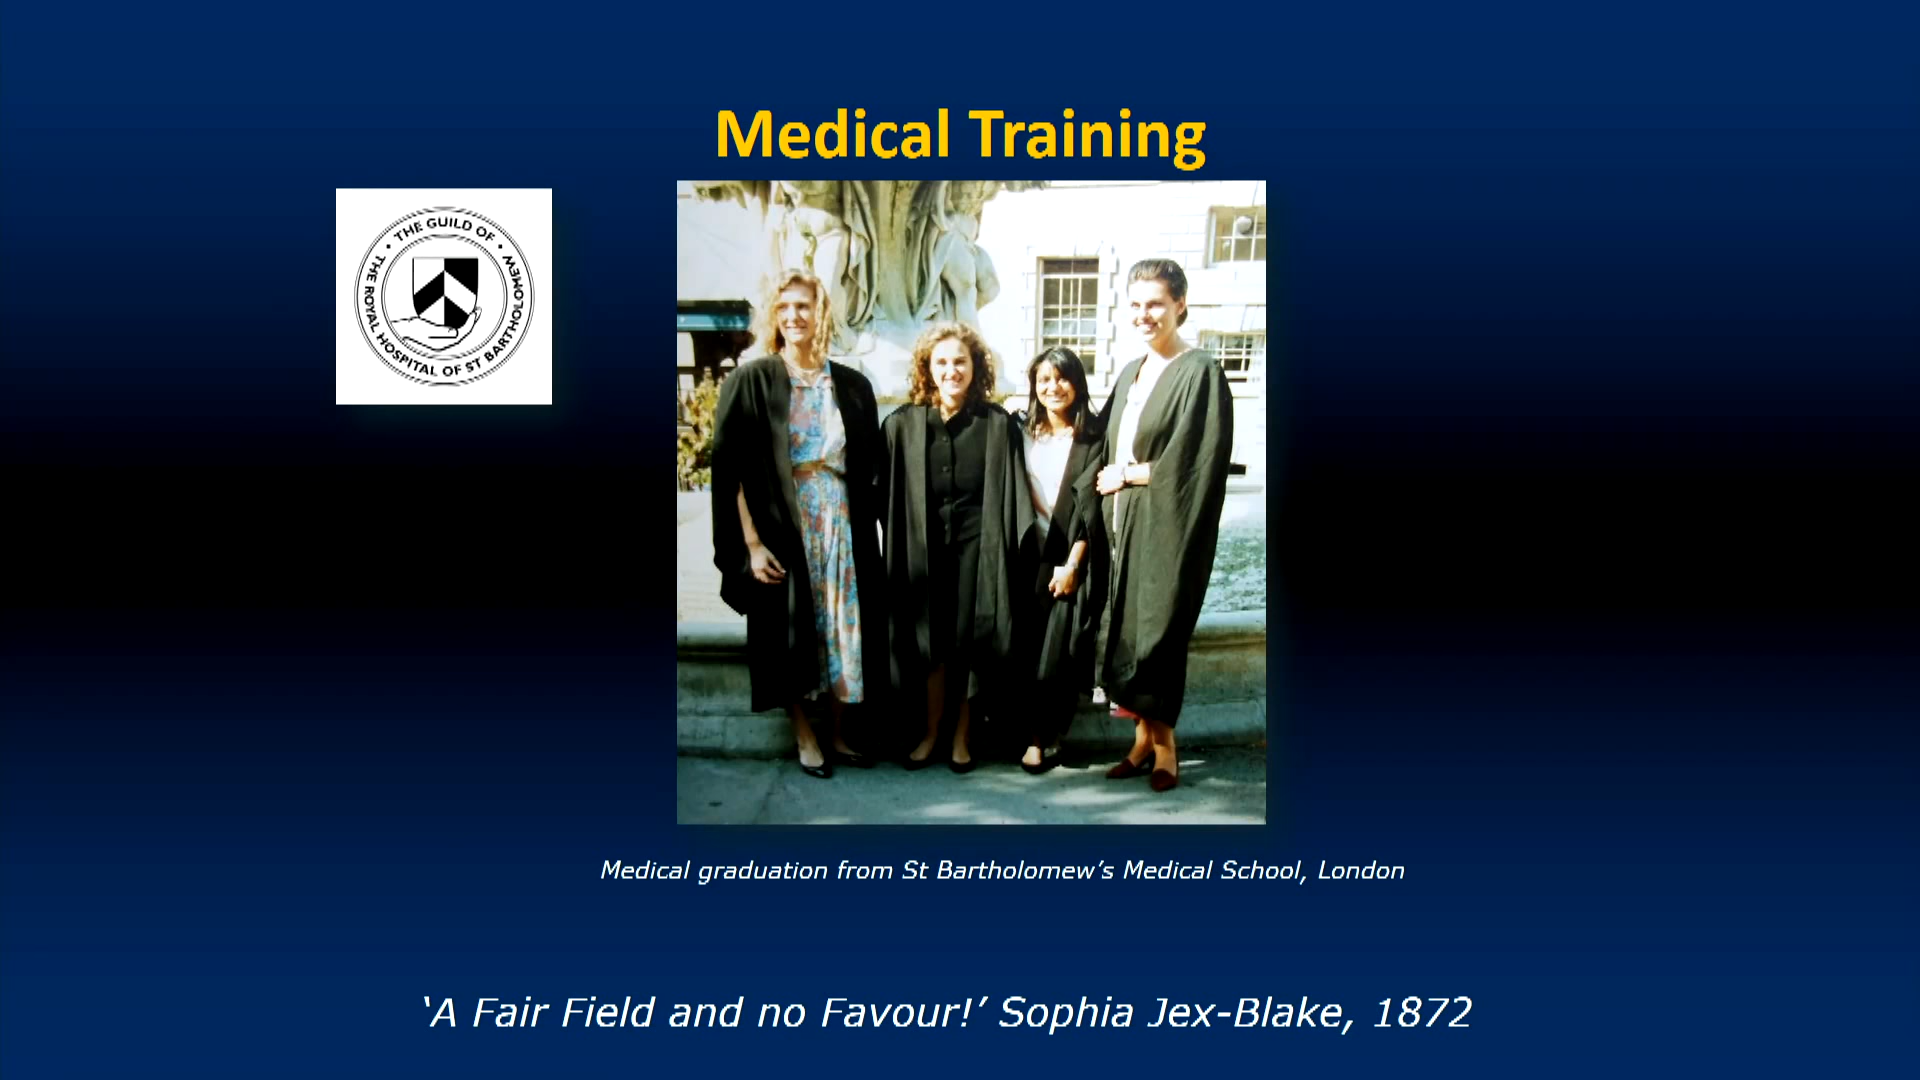 Medical Training
THE GUILD OF
THE ROYAL HOSPITAL OF ST BARTHOLOMEW
Medical graduation from St Bartholomew’s Medical School, London
‘A Fair Field and no Favour!’ Sophia Jex-Blake, 1872